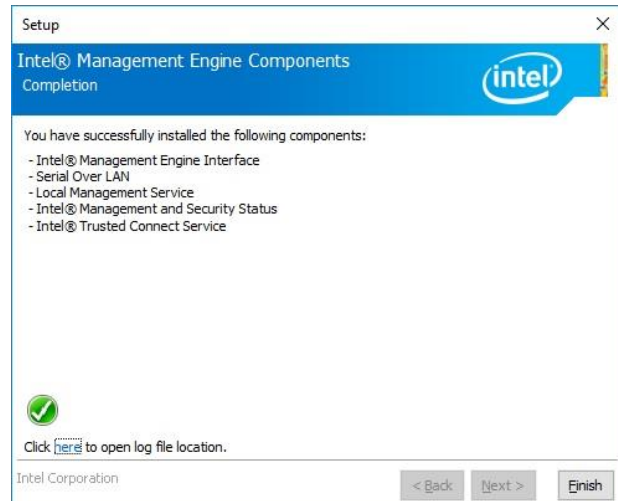 Setup
Intel® Management Engine Components
Completion
intel
You have successfully installed the following components:
- Intel® Management Engine Interface
- Serial Over LAN
- Local Management Service
- Intel® Management and Security Status
- Intel® Trusted Connect Service
Click here to open log file location.
Intel Corporation
< Back
Next >
Finish